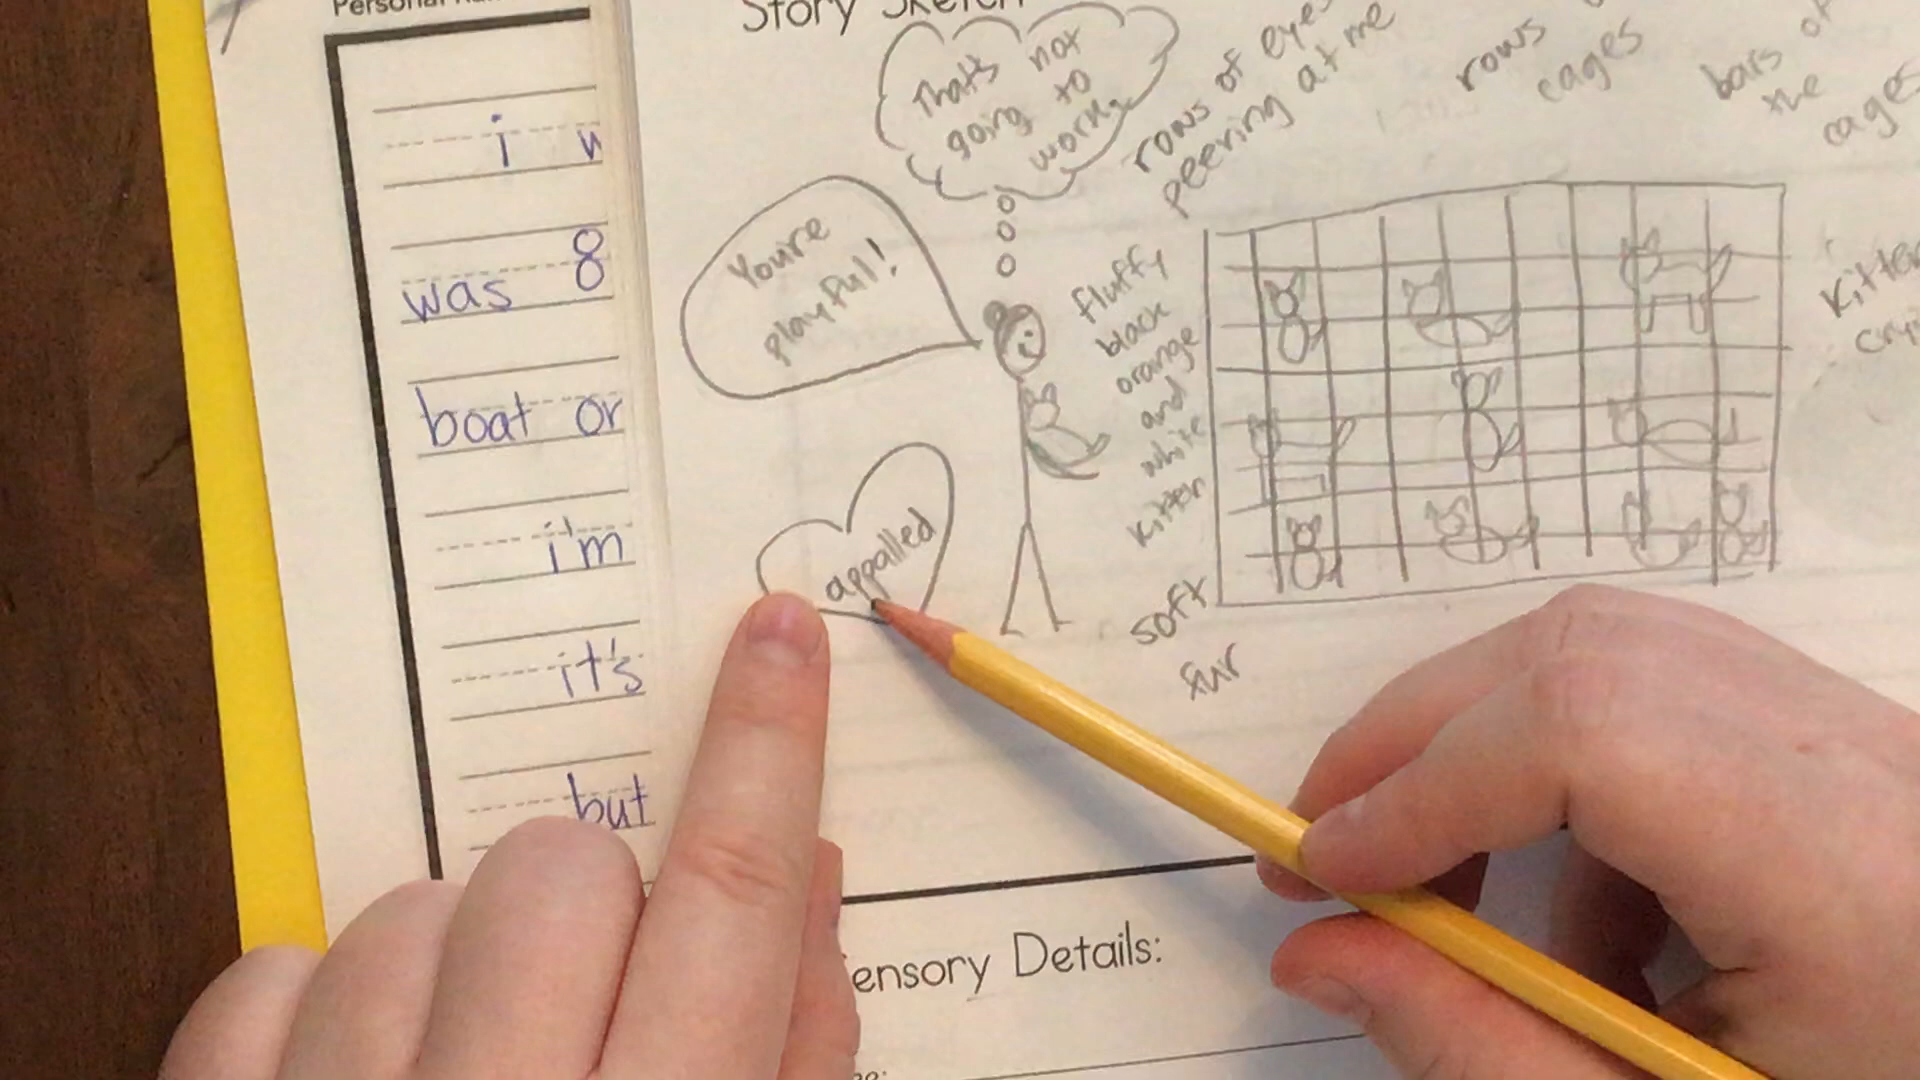 Story Sketch
i
was 8
boat or
i'm
it's
but
That's not
going to
work.
You're
playful!
appalled
rows of eyes
peering at me
rows
cages
bars of
the
cages
fluffy
black
orange
and
white
kitten
soft
fur
Sensory Details: